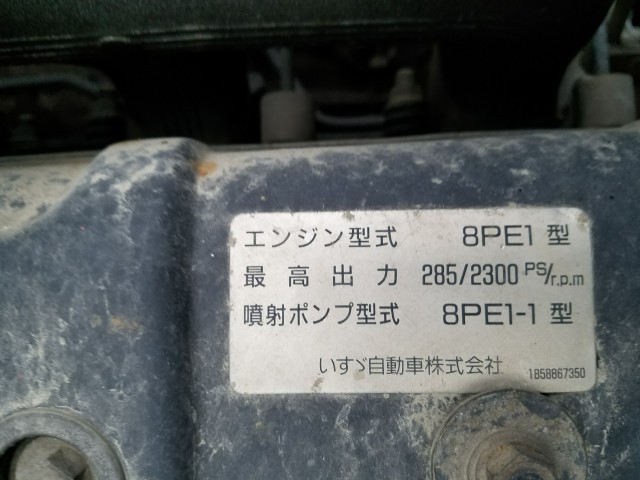 エンジン型式 8PE1 型
最高出力 285/2300 PS/r.p.m
噴射ポンプ型式 8PE1-1 型
いすゞ自動車株式会社 1858867350